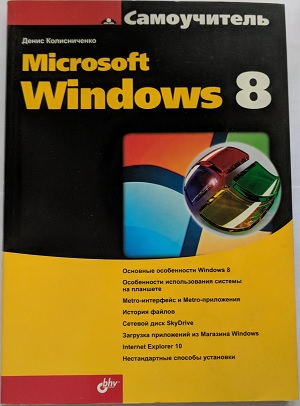 Самоучитель
Денис Колисниченко
Microsoft
Windows 8
Основные особенности Windows 8
Особенности использования системы
на планшете
Metro-интерфейс и Metro-приложения
История файлов
Сетевой диск SkyDrive
Загрузка приложений из Магазина Windows
Internet Explorer 10
Нестандартные способы установки
bhv